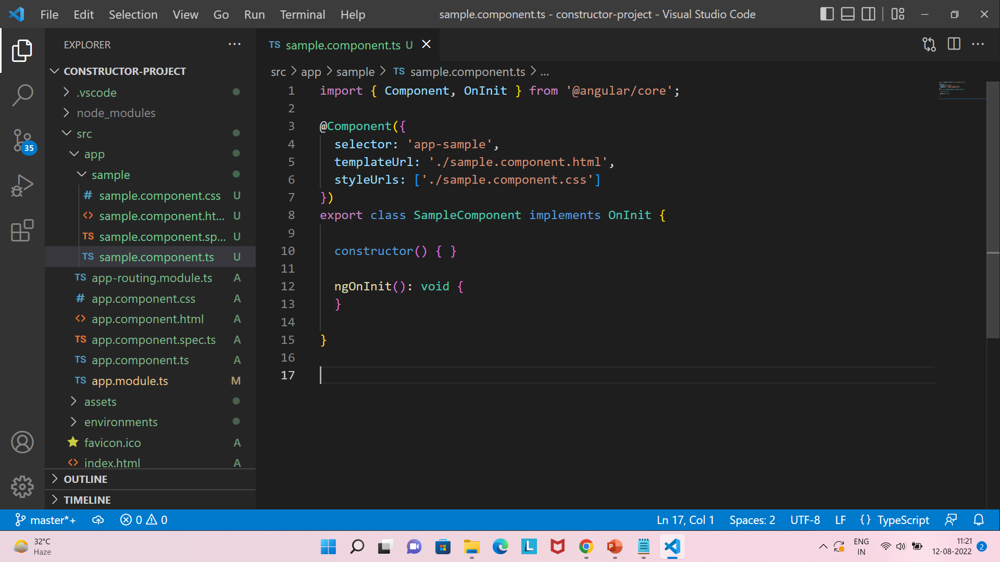 File Edit Selection View Go Run Terminal Help
sample.component.ts - constructor-project - Visual Studio Code
EXPLORER
CONSTRUCTOR-PROJECT
.vscode
node_modules
src
app
sample
# sample.component.css U
<> sample.component.ht... U
TS sample.component.sp... U
TS sample.component.ts U
TS app-routing.module.ts A
# app.component.css A
<> app.component.html A
TS app.component.spec.ts A
TS app.component.ts A
TS app.module.ts M
assets
environments
favicon.ico A
<> index.html A
OUTLINE
TIMELINE
35
TS sample.component.ts U
src > app > sample > TS sample.component.ts > ...
1 import { Component, OnInit } from '@angular/core';
2
3 @Component({
4 selector: 'app-sample',
5 templateUrl: './sample.component.html',
6 styleUrls: ['./sample.component.css']
7 })
8 export class SampleComponent implements OnInit {
9
10 constructor() { }
11
12 ngOnInit(): void {
13 }
14
15 }
16
17
master*+ 0 0
Ln 17, Col 1 Spaces: 2 UTF-8 LF {} TypeScript
32°C
Haze
L
P
ENG
IN
11:21
12-08-2022
2